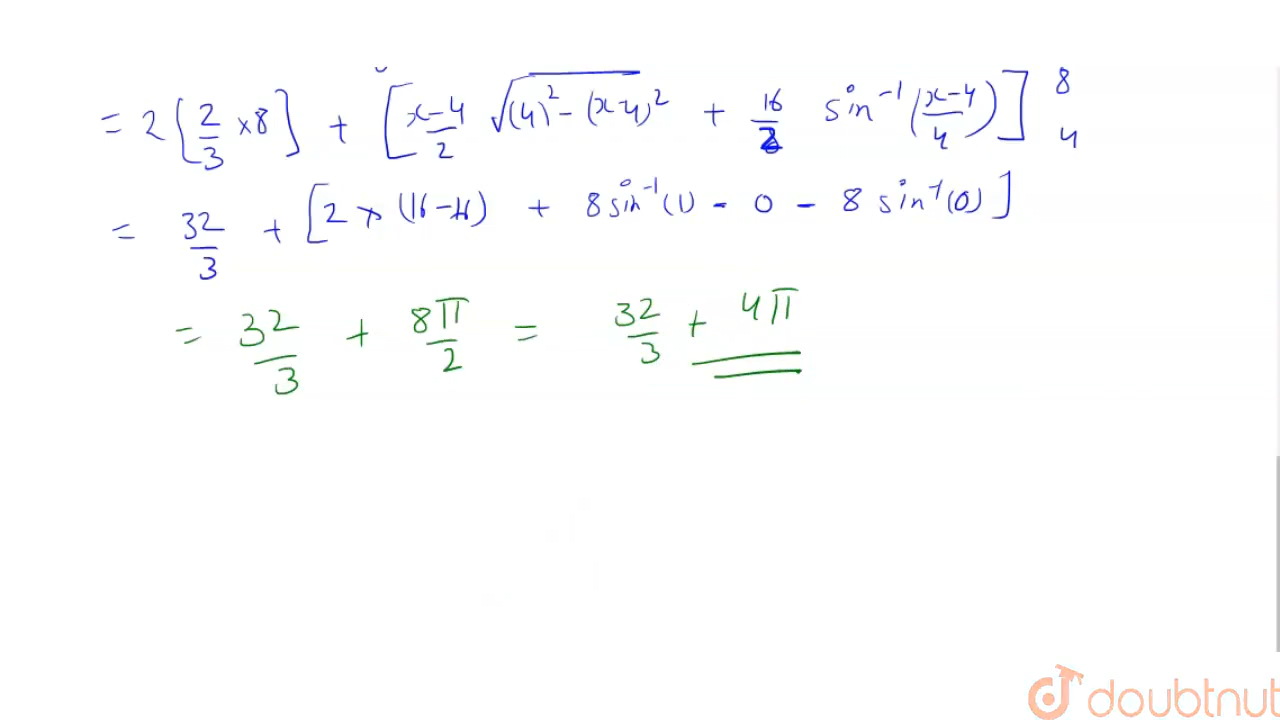 = 2 [2/3 × 8] + [x-4/2 √(4)² - (x-4)² + 16/2 sin⁻¹(x-4/4)] 8 4
= 32/3 + [2 × (16-16) + 8 sin⁻¹(1) - 0 - 8 sin⁻¹(0)]
= 32/3 + 8π/2 = 32/3 + 4π
doubtnut